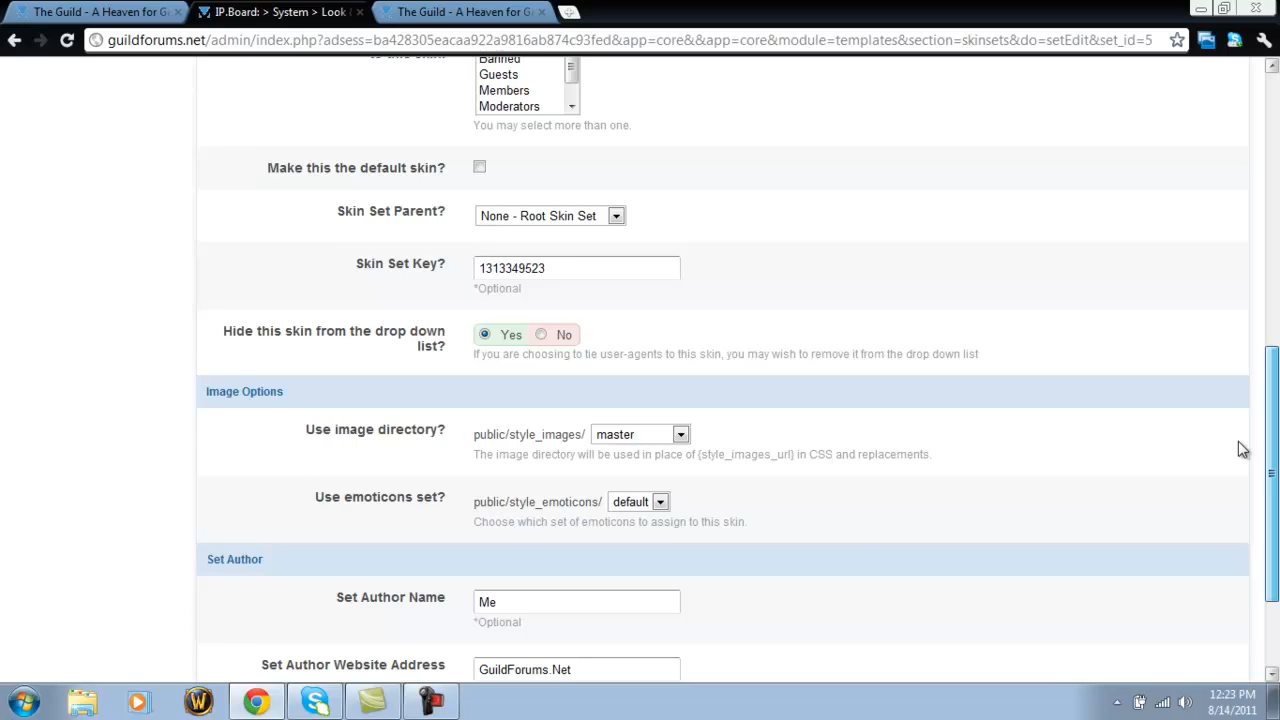 The Guild - A Heaven for G
IP.Board: > System > Look
The Guild - A Heaven for G
guildforums.net/admin/index.php?adsess=ba428305eacaa922a9816ab874c93fed&app=core&&app=core&module=templates&section=skinsets&do=setEdit&set_id=5
Banned
Guests
Members
Moderators
You may select more than one.
Make this the default skin?
Skin Set Parent? None - Root Skin Set
Skin Set Key? 1313349523
*Optional
Hide this skin from the drop down
list?
Yes No
If you are choosing to tie user-agents to this skin, you may wish to remove it from the drop down list
Image Options
Use image directory? public/style_images/ master
The image directory will be used in place of {style_images_url} in CSS and replacements.
Use emoticons set? public/style_emoticons/ default
Choose which set of emoticons to assign to this skin.
Set Author
Set Author Name Me
*Optional
Set Author Website Address GuildForums.Net
12:23 PM
8/14/2011